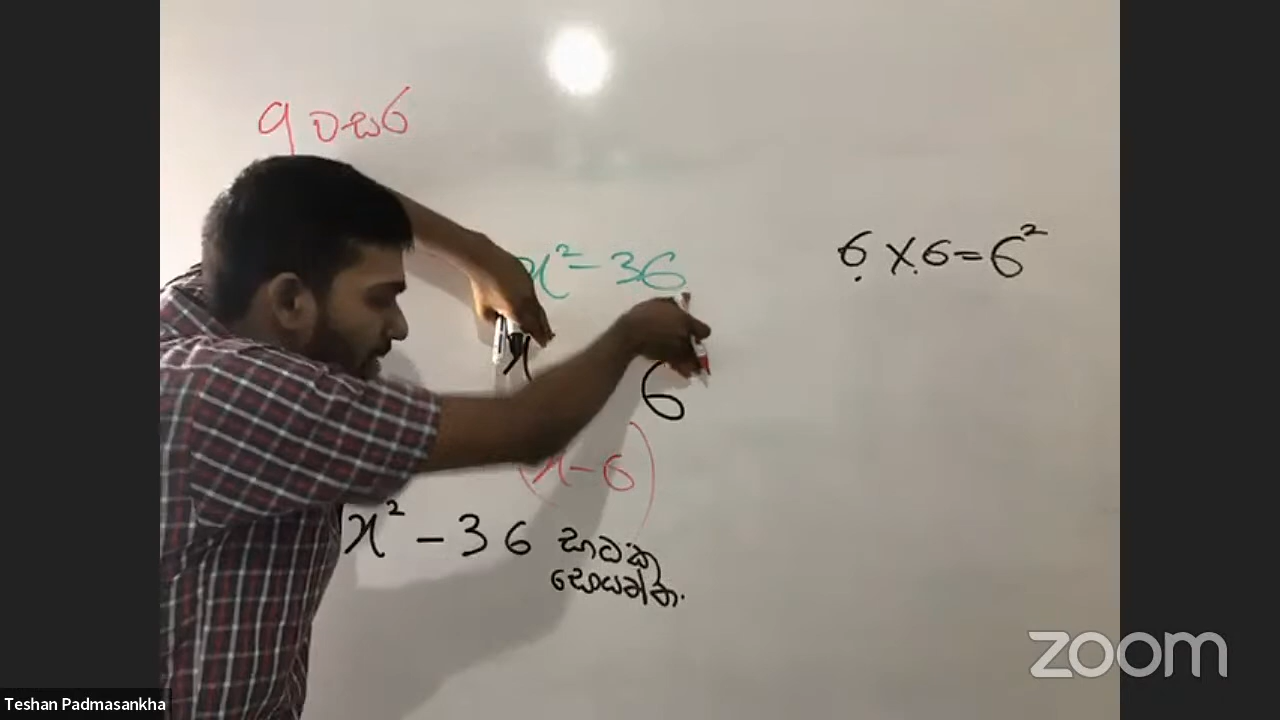 9 වසර
x² - 36
6 × 6 = 6²
x
6
(x - 6)
x² - 36 සාධක
සොයන්න.
zoom
Teshan Padmasankha